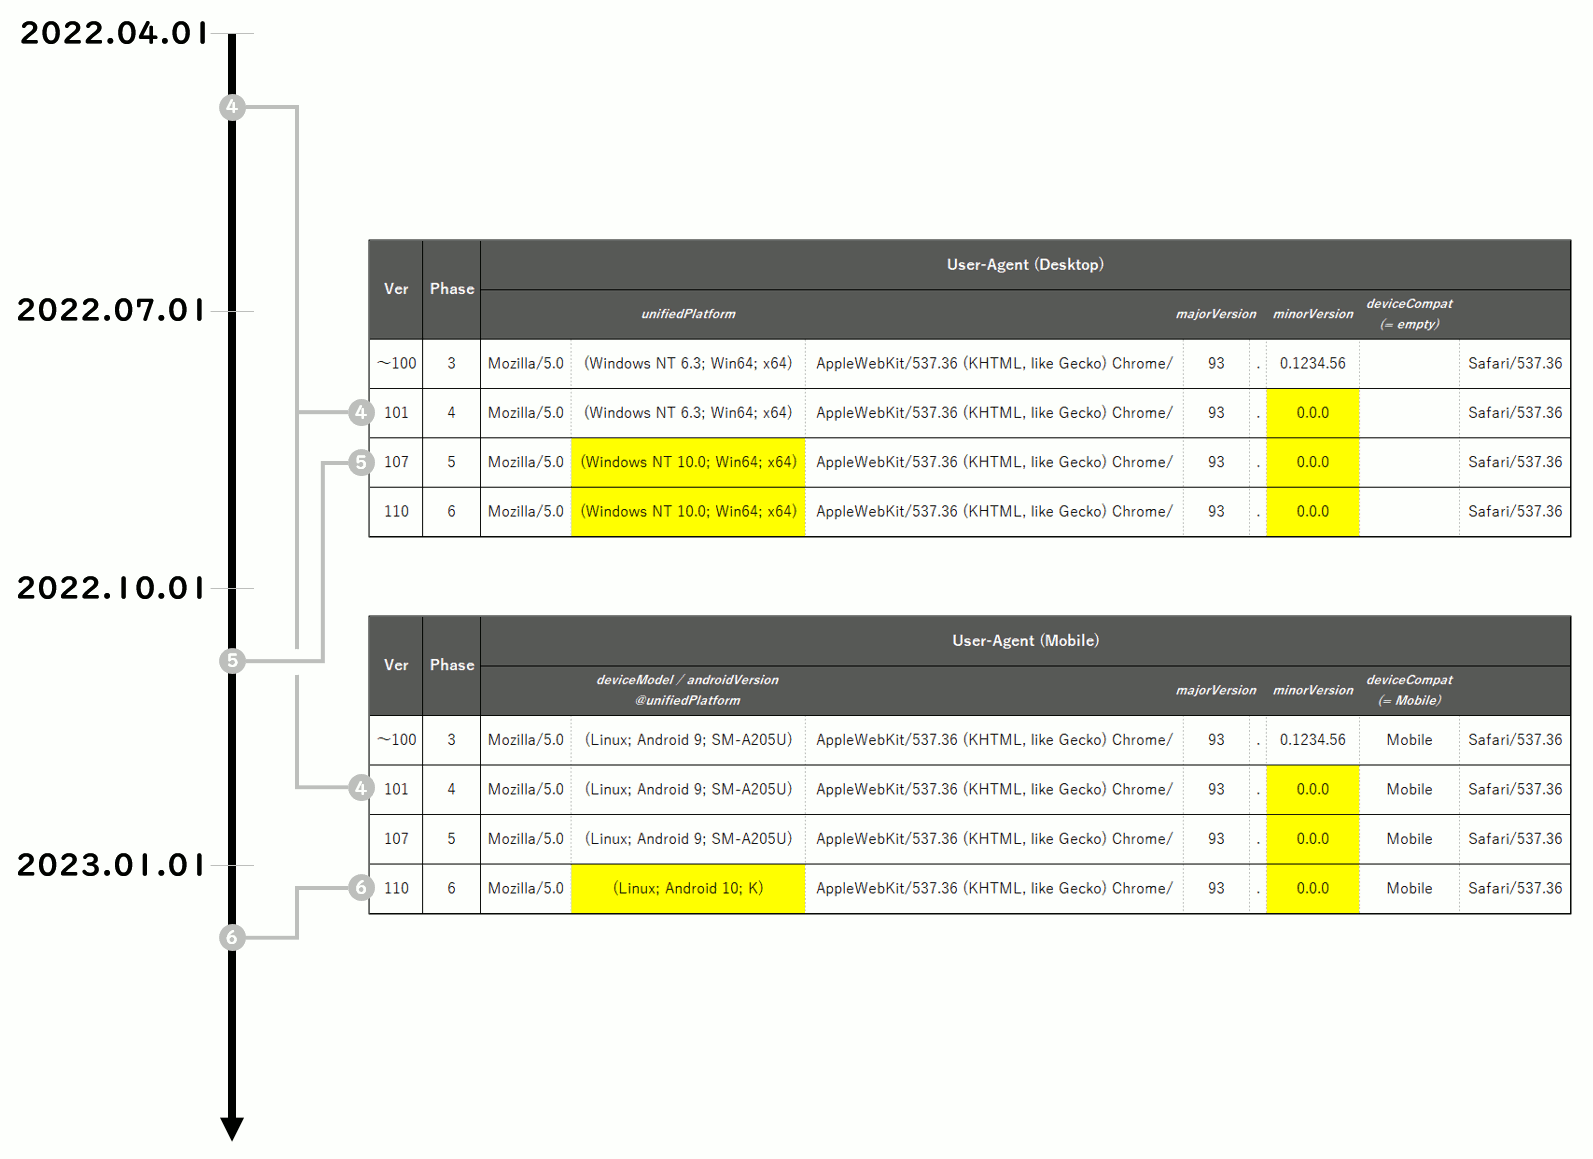 2022.04.01
4
2022.07.01
2022.10.01
5
2023.01.01
6
Ver Phase User-Agent (Desktop)
unifiedPlatform majorVersion minorVersion deviceCompat
(= empty)
～100 3 Mozilla/5.0 (Windows NT 6.3; Win64; x64) AppleWebKit/537.36 (KHTML, like Gecko) Chrome/ 93 . 0.1234.56 Safari/537.36
4 101 4 Mozilla/5.0 (Windows NT 6.3; Win64; x64) AppleWebKit/537.36 (KHTML, like Gecko) Chrome/ 93 . 0.0.0 Safari/537.36
5 107 5 Mozilla/5.0 (Windows NT 10.0; Win64; x64) AppleWebKit/537.36 (KHTML, like Gecko) Chrome/ 93 . 0.0.0 Safari/537.36
110 6 Mozilla/5.0 (Windows NT 10.0; Win64; x64) AppleWebKit/537.36 (KHTML, like Gecko) Chrome/ 93 . 0.0.0 Safari/537.36
Ver Phase User-Agent (Mobile)
deviceModel / androidVersion
@unifiedPlatform majorVersion minorVersion deviceCompat
(= Mobile)
～100 3 Mozilla/5.0 (Linux; Android 9; SM-A205U) AppleWebKit/537.36 (KHTML, like Gecko) Chrome/ 93 . 0.1234.56 Mobile Safari/537.36
4 101 4 Mozilla/5.0 (Linux; Android 9; SM-A205U) AppleWebKit/537.36 (KHTML, like Gecko) Chrome/ 93 . 0.0.0 Mobile Safari/537.36
107 5 Mozilla/5.0 (Linux; Android 9; SM-A205U) AppleWebKit/537.36 (KHTML, like Gecko) Chrome/ 93 . 0.0.0 Mobile Safari/537.36
6 110 6 Mozilla/5.0 (Linux; Android 10; K) AppleWebKit/537.36 (KHTML, like Gecko) Chrome/ 93 . 0.0.0 Mobile Safari/537.36